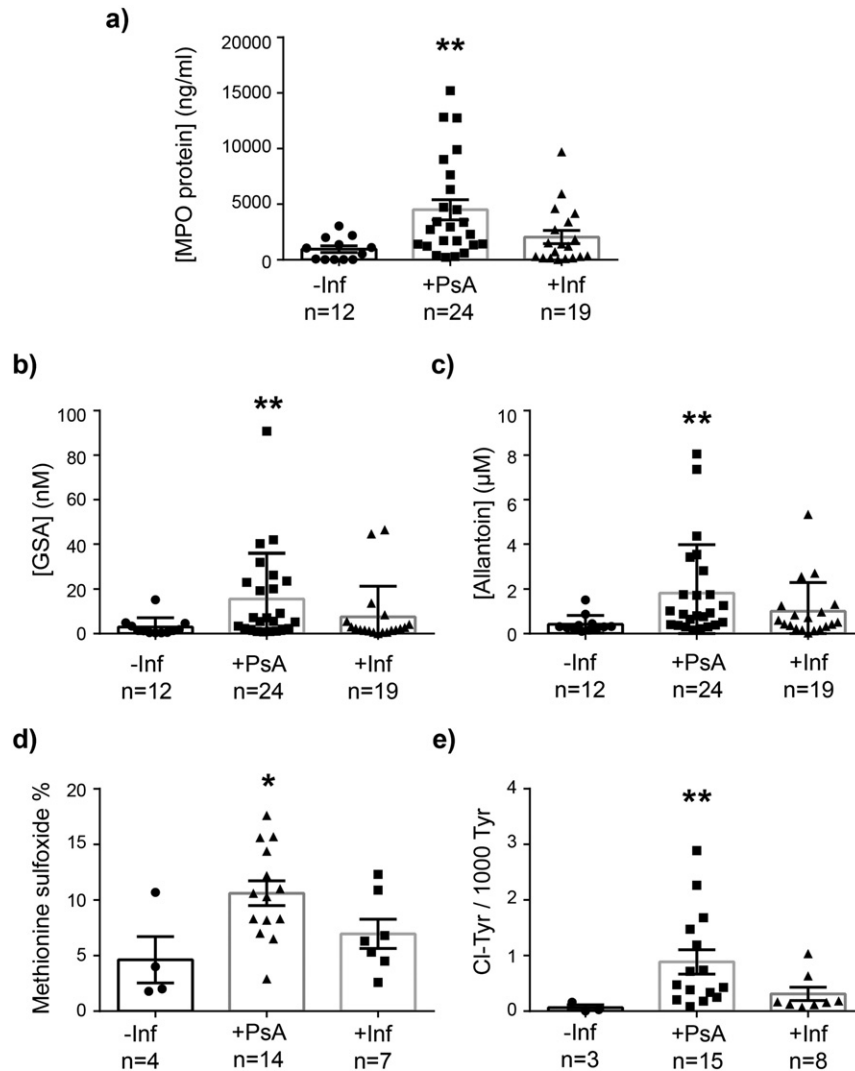 a)
**
[MPO protein] (ng/ml)
20000
15000
10000
5000
0
-Inf +PsA +Inf
n=12 n=24 n=19
b)
**
[GSA] (nM)
100
80
60
40
20
0
-Inf +PsA +Inf
n=12 n=24 n=19
c)
**
[Allantoin] (µM)
10
8
6
4
2
0
-Inf +PsA +Inf
n=12 n=24 n=19
d)
*
Methionine sulfoxide %
20
15
10
5
0
-Inf +PsA +Inf
n=4 n=14 n=7
e)
**
Cl-Tyr / 1000 Tyr
4
3
2
1
0
-Inf +PsA +Inf
n=3 n=15 n=8